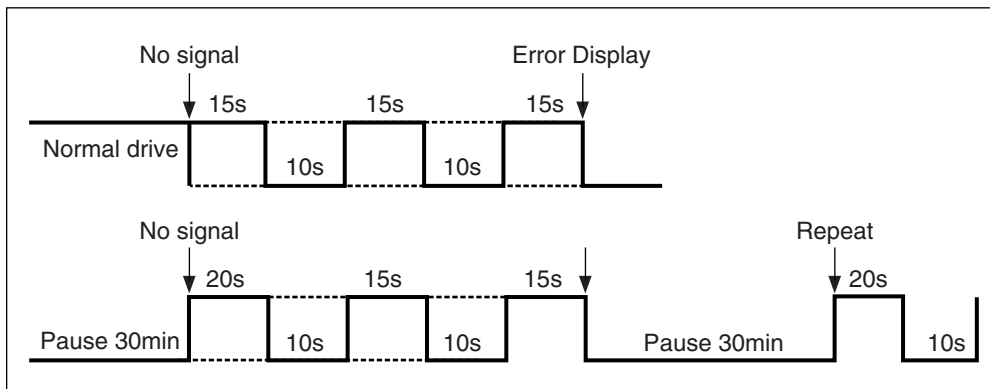 No signal Error Display
15s 15s 15s
Normal drive
10s 10s
No signal Repeat
20s 15s 15s 20s
Pause 30min 10s 10s Pause 30min 10s